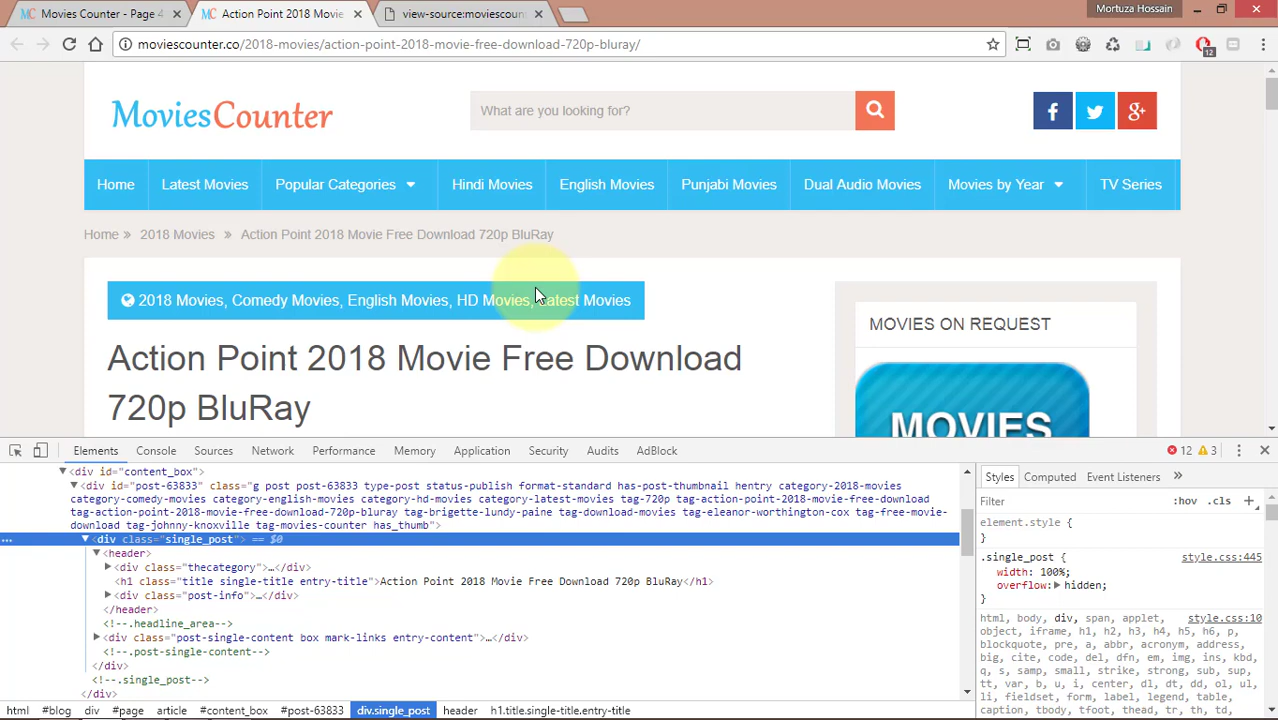 Movies Counter - Page 4
Action Point 2018 Movie
view-source:moviescount
Mortuza Hossain
moviescounter.co/2018-movies/action-point-2018-movie-free-download-720p-bluray/
12
MoviesCounter
What are you looking for?
Home
Latest Movies
Popular Categories
Hindi Movies
English Movies
Punjabi Movies
Dual Audio Movies
Movies by Year
TV Series
Home » 2018 Movies » Action Point 2018 Movie Free Download 720p BluRay
2018 Movies, Comedy Movies, English Movies, HD Movies, Latest Movies
Action Point 2018 Movie Free Download
720p BluRay
MOVIES ON REQUEST
MOVIES
Elements Console Sources Network Performance Memory Application Security Audits AdBlock 12 3
<div id="content_box">
<div id="post-63833" class="g post post-63833 type-post status-publish format-standard has-post-thumbnail hentry category-2018-movies
category-comedy-movies category-english-movies category-hd-movies category-latest-movies tag-720p tag-action-point-2018-movie-free-download
tag-action-point-2018-movie-free-download-720p-bluray tag-brigette-lundy-paine tag-download-movies tag-eleanor-worthington-cox tag-free-movie-
download tag-johnny-knoxville tag-movies-counter has_thumb">
... <div class="single_post"> == $0
<header>
<div class="thecategory">…</div>
<h1 class="title single-title entry-title">Action Point 2018 Movie Free Download 720p BluRay</h1>
<div class="post-info">…</div>
</header>
<!--.headline_area-->
<div class="post-single-content box mark-links entry-content">…</div>
<!--.post-single-content-->
</div>
<!--.single_post-->
</div>
html #blog div #page article #content_box #post-63833 div.single_post header h1.title.single-title.entry-title
Styles Computed Event Listeners »
Filter :hov .cls +
element.style {
}
.single_post { style.css:445
width: 100%;
overflow: hidden;
}
html, body, div, span, applet, style.css:10
object, iframe, h1, h2, h3, h4, h5, h6, p,
blockquote, pre, a, abbr, acronym, address,
big, cite, code, del, dfn, em, img, ins, kbd,
q, s, samp, small, strike, strong, sub, sup,
tt, var, b, u, i, center, dl, dt, dd, ol, ul,
li, fieldset, form, label, legend, table,
caption, tbody, tfoot, thead, tr, th, td,